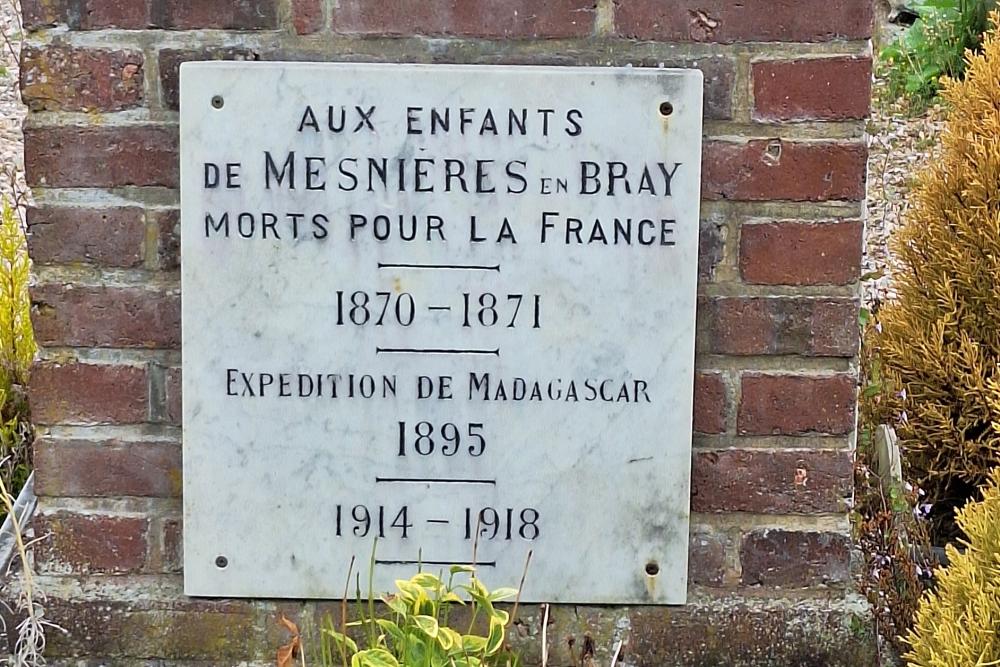 AUX ENFANTS
DE MESNIÈRES EN BRAY
MORTS POUR LA FRANCE
1870 - 1871
EXPEDITION DE MADAGASCAR
1895
1914 - 1918